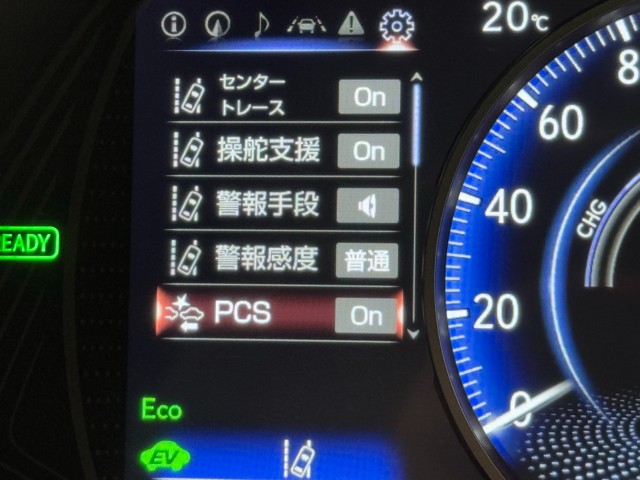 20℃
センター
トレース On
操舵支援 On
警報手段
警報感度 普通
PCS On
READY
Eco
EV
8
60
40
20
0
CHG